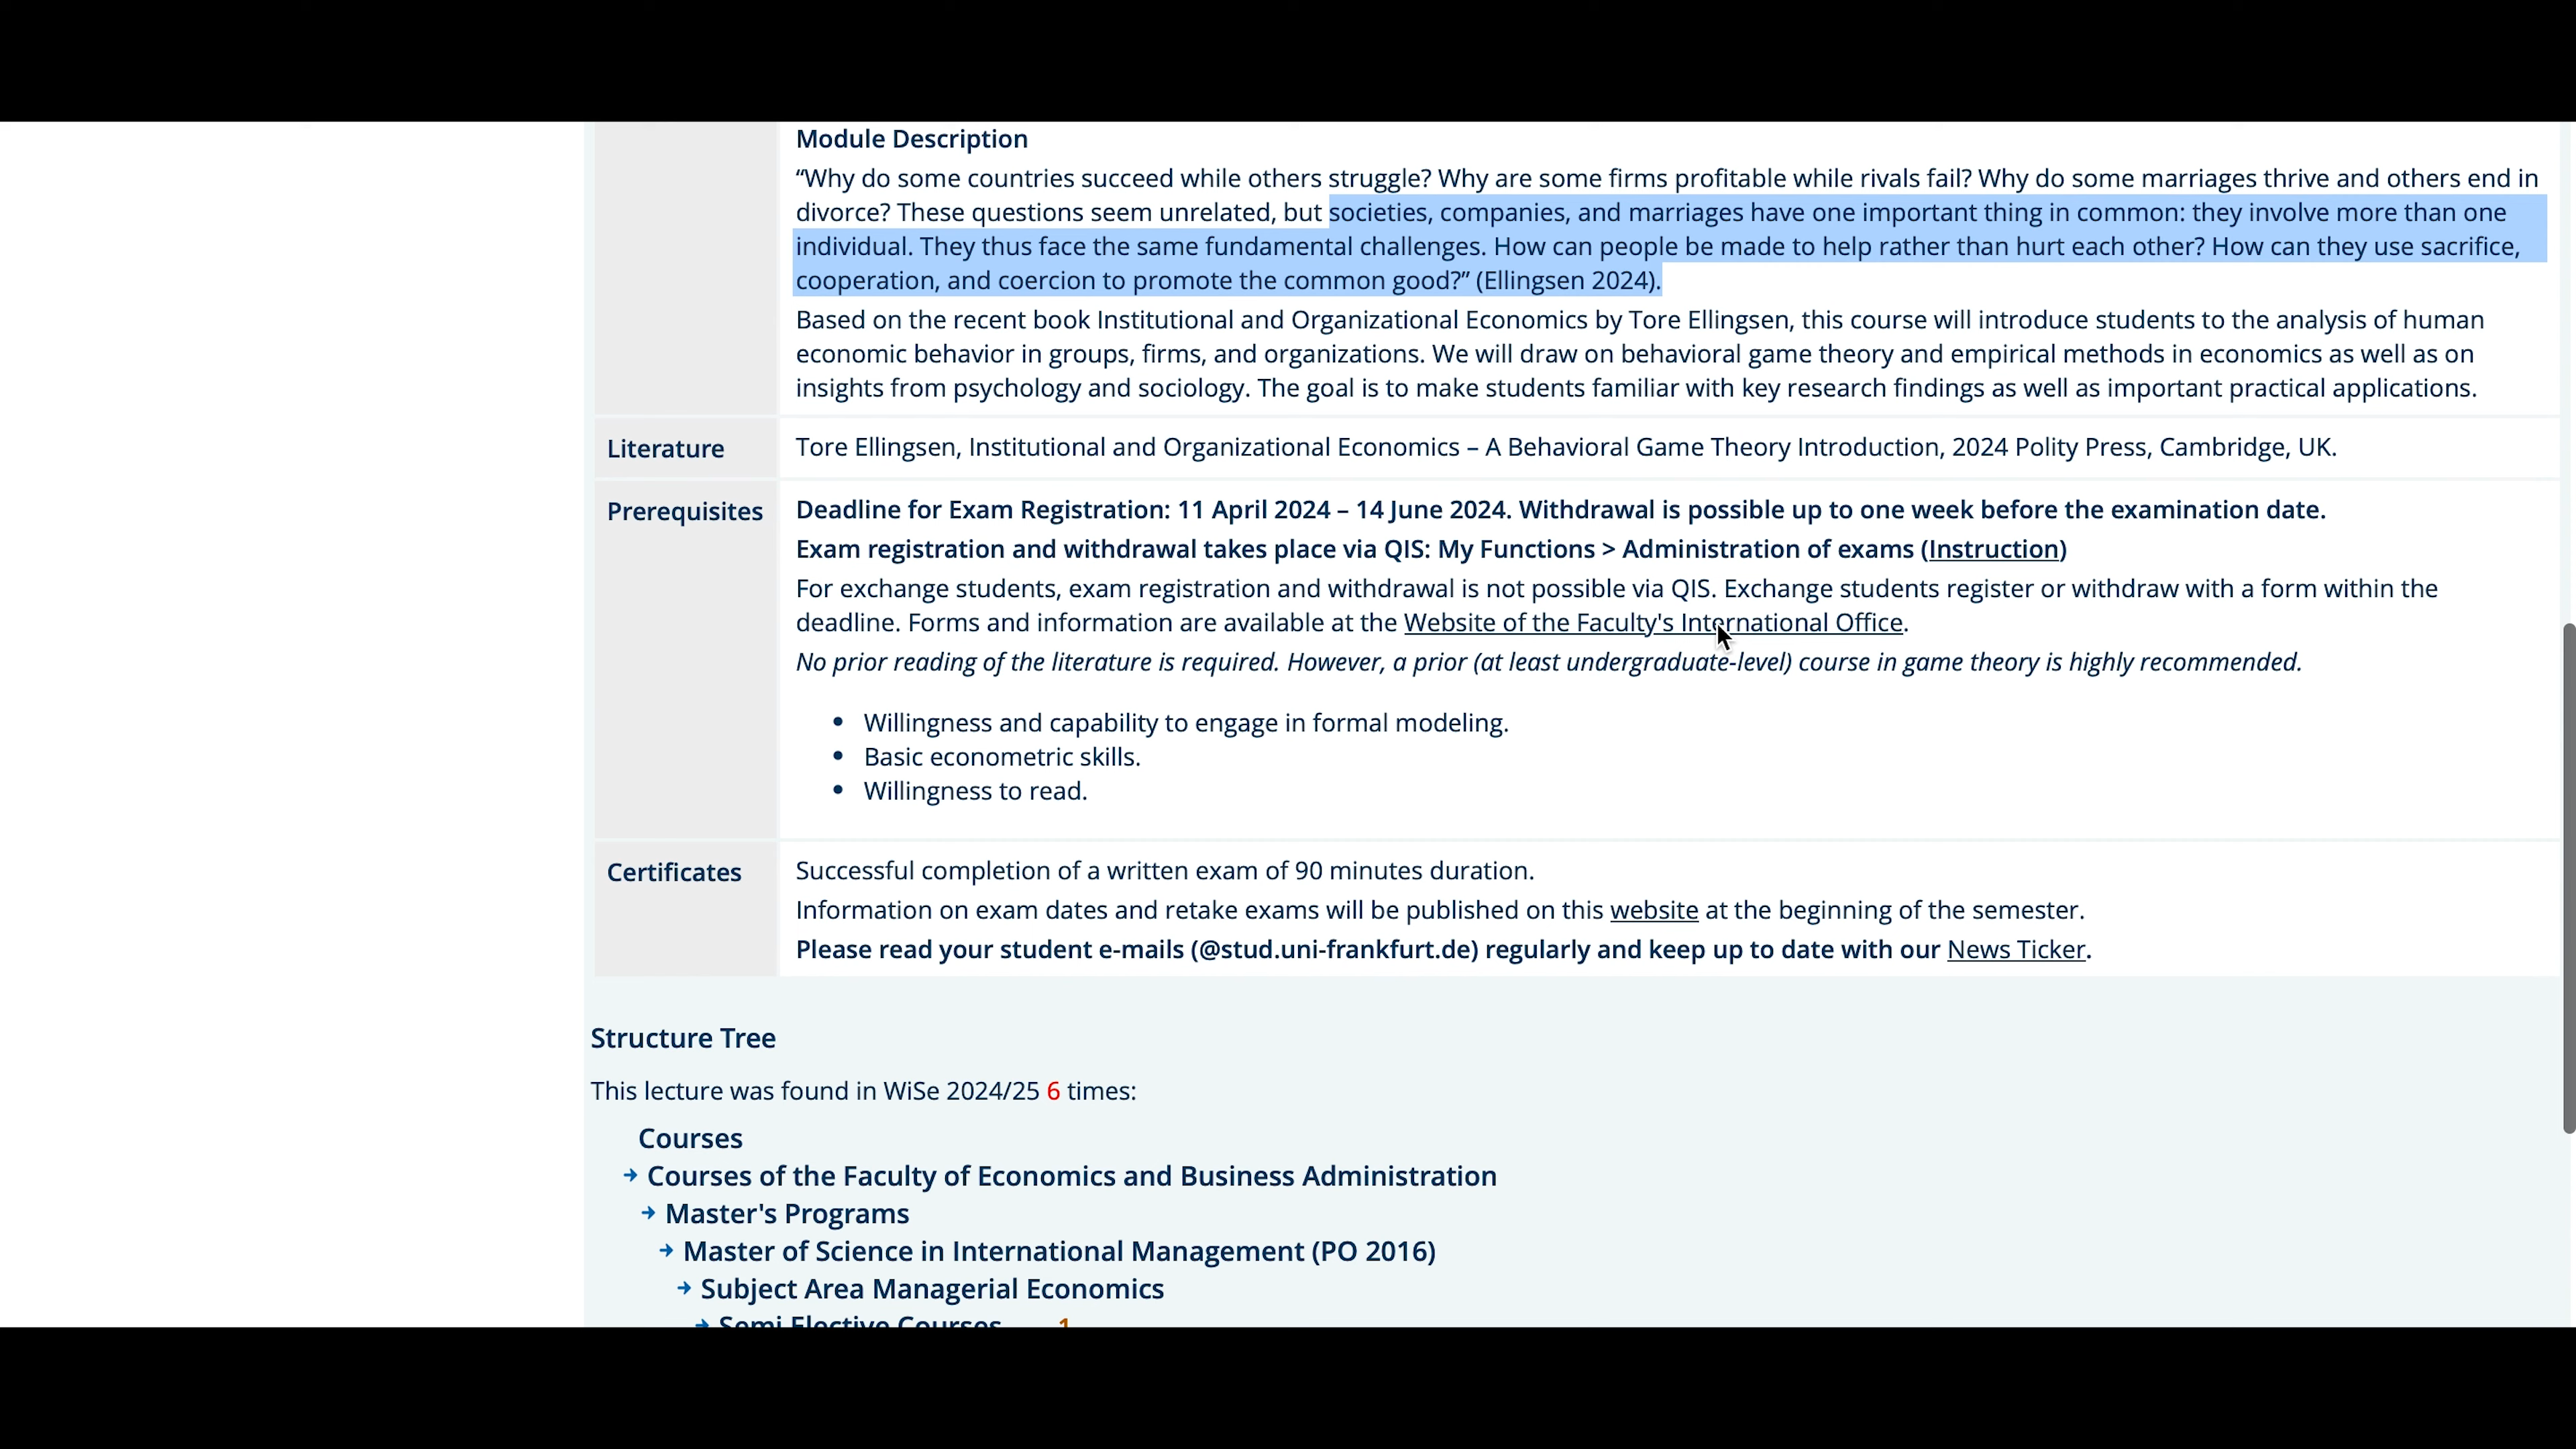 Module Description
“Why do some countries succeed while others struggle? Why are some firms profitable while rivals fail? Why do some marriages thrive and others end in
divorce? These questions seem unrelated, but societies, companies, and marriages have one important thing in common: they involve more than one
individual. They thus face the same fundamental challenges. How can people be made to help rather than hurt each other? How can they use sacrifice,
cooperation, and coercion to promote the common good?” (Ellingsen 2024).
Based on the recent book Institutional and Organizational Economics by Tore Ellingsen, this course will introduce students to the analysis of human
economic behavior in groups, firms, and organizations. We will draw on behavioral game theory and empirical methods in economics as well as on
insights from psychology and sociology. The goal is to make students familiar with key research findings as well as important practical applications.
Literature
Tore Ellingsen, Institutional and Organizational Economics – A Behavioral Game Theory Introduction, 2024 Polity Press, Cambridge, UK.
Prerequisites
Deadline for Exam Registration: 11 April 2024 – 14 June 2024. Withdrawal is possible up to one week before the examination date.
Exam registration and withdrawal takes place via QIS: My Functions > Administration of exams (Instruction)
For exchange students, exam registration and withdrawal is not possible via QIS. Exchange students register or withdraw with a form within the
deadline. Forms and information are available at the Website of the Faculty's International Office.
No prior reading of the literature is required. However, a prior (at least undergraduate-level) course in game theory is highly recommended.
• Willingness and capability to engage in formal modeling.
• Basic econometric skills.
• Willingness to read.
Certificates
Successful completion of a written exam of 90 minutes duration.
Information on exam dates and retake exams will be published on this website at the beginning of the semester.
Please read your student e-mails (@stud.uni-frankfurt.de) regularly and keep up to date with our News Ticker.
Structure Tree
This lecture was found in WiSe 2024/25 6 times:
Courses
Courses of the Faculty of Economics and Business Administration
Master's Programs
Master of Science in International Management (PO 2016)
Subject Area Managerial Economics
Semi Elective Courses 1